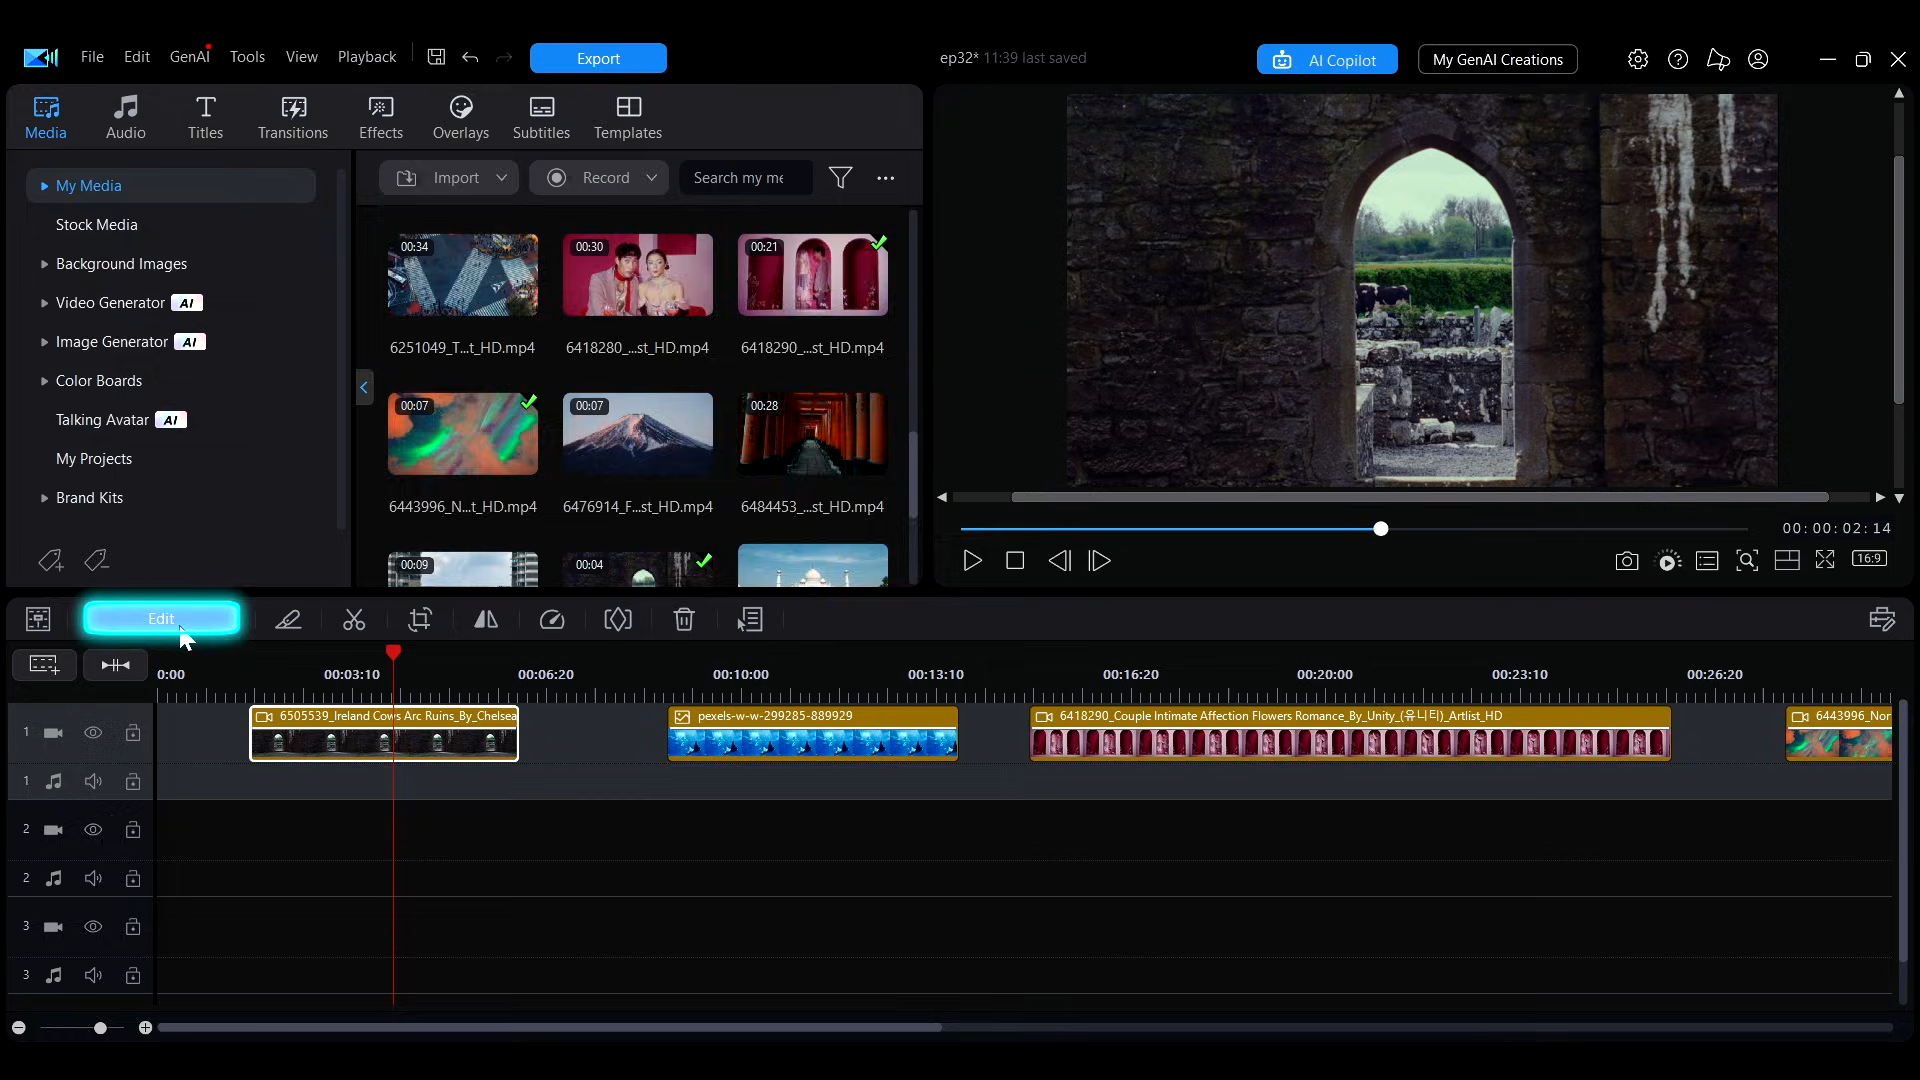 File Edit GenAI Tools View Playback Export ep32* 11:39 last saved AI Copilot My GenAI Creations
Media Audio Titles Transitions Effects Overlays Subtitles Templates
My Media
Stock Media
Background Images
Video Generator AI
Image Generator AI
Color Boards
Talking Avatar AI
My Projects
Brand Kits
Import Record Search my me
00:34 00:30 00:21
6251049_T...t_HD.mp4 6418280_...st_HD.mp4 6418290_...st_HD.mp4
00:07 00:07 00:28
6443996_N...t_HD.mp4 6476914_F...st_HD.mp4 6484453_...st_HD.mp4
00:09 00:04
00:00:02:14
16:9
Edit
0:00 00:03:10 00:06:20 00:10:00 00:13:10 00:16:20 00:20:00 00:23:10 00:26:20
1 6505539_Ireland Cows Arc Ruins_By_Chelsea pexels-w-w-299285-889929 6418290_Couple Intimate Affection Flowers Romance_By_Unity_(유니티)_Artlist_HD 6443996_Nor
1
2
2
3
3